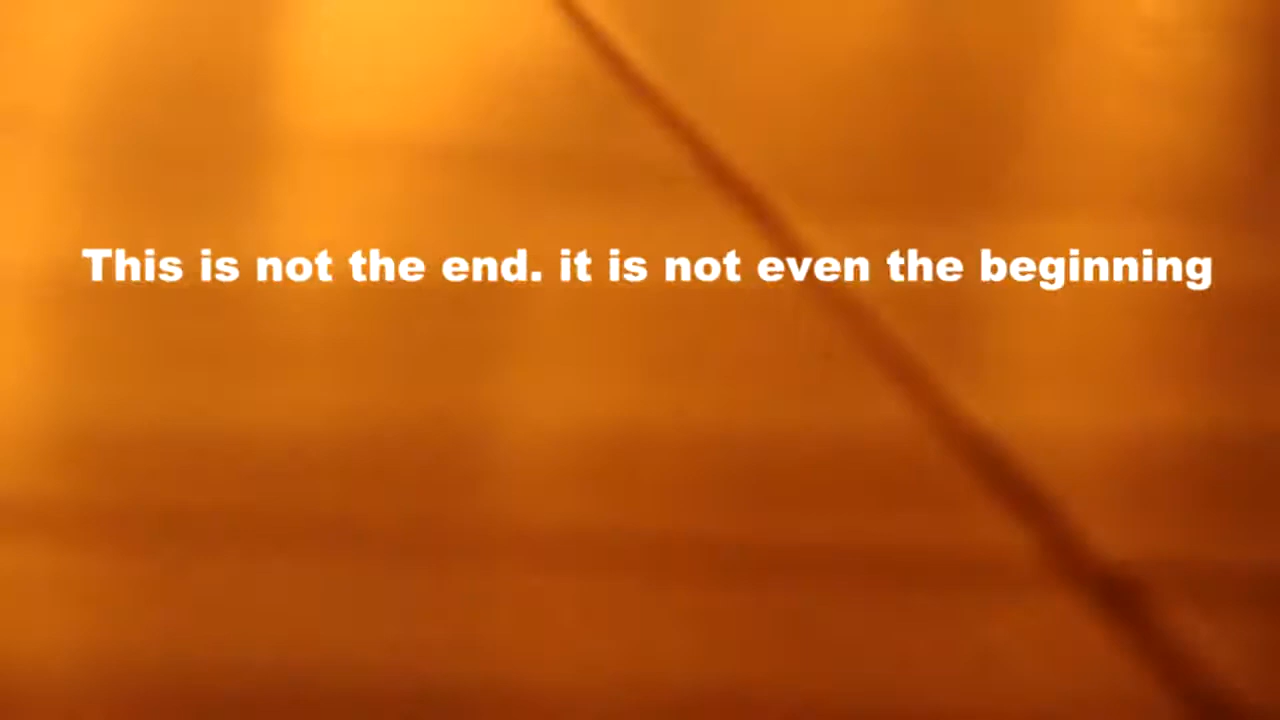 This is not the end. it is not even the beginning